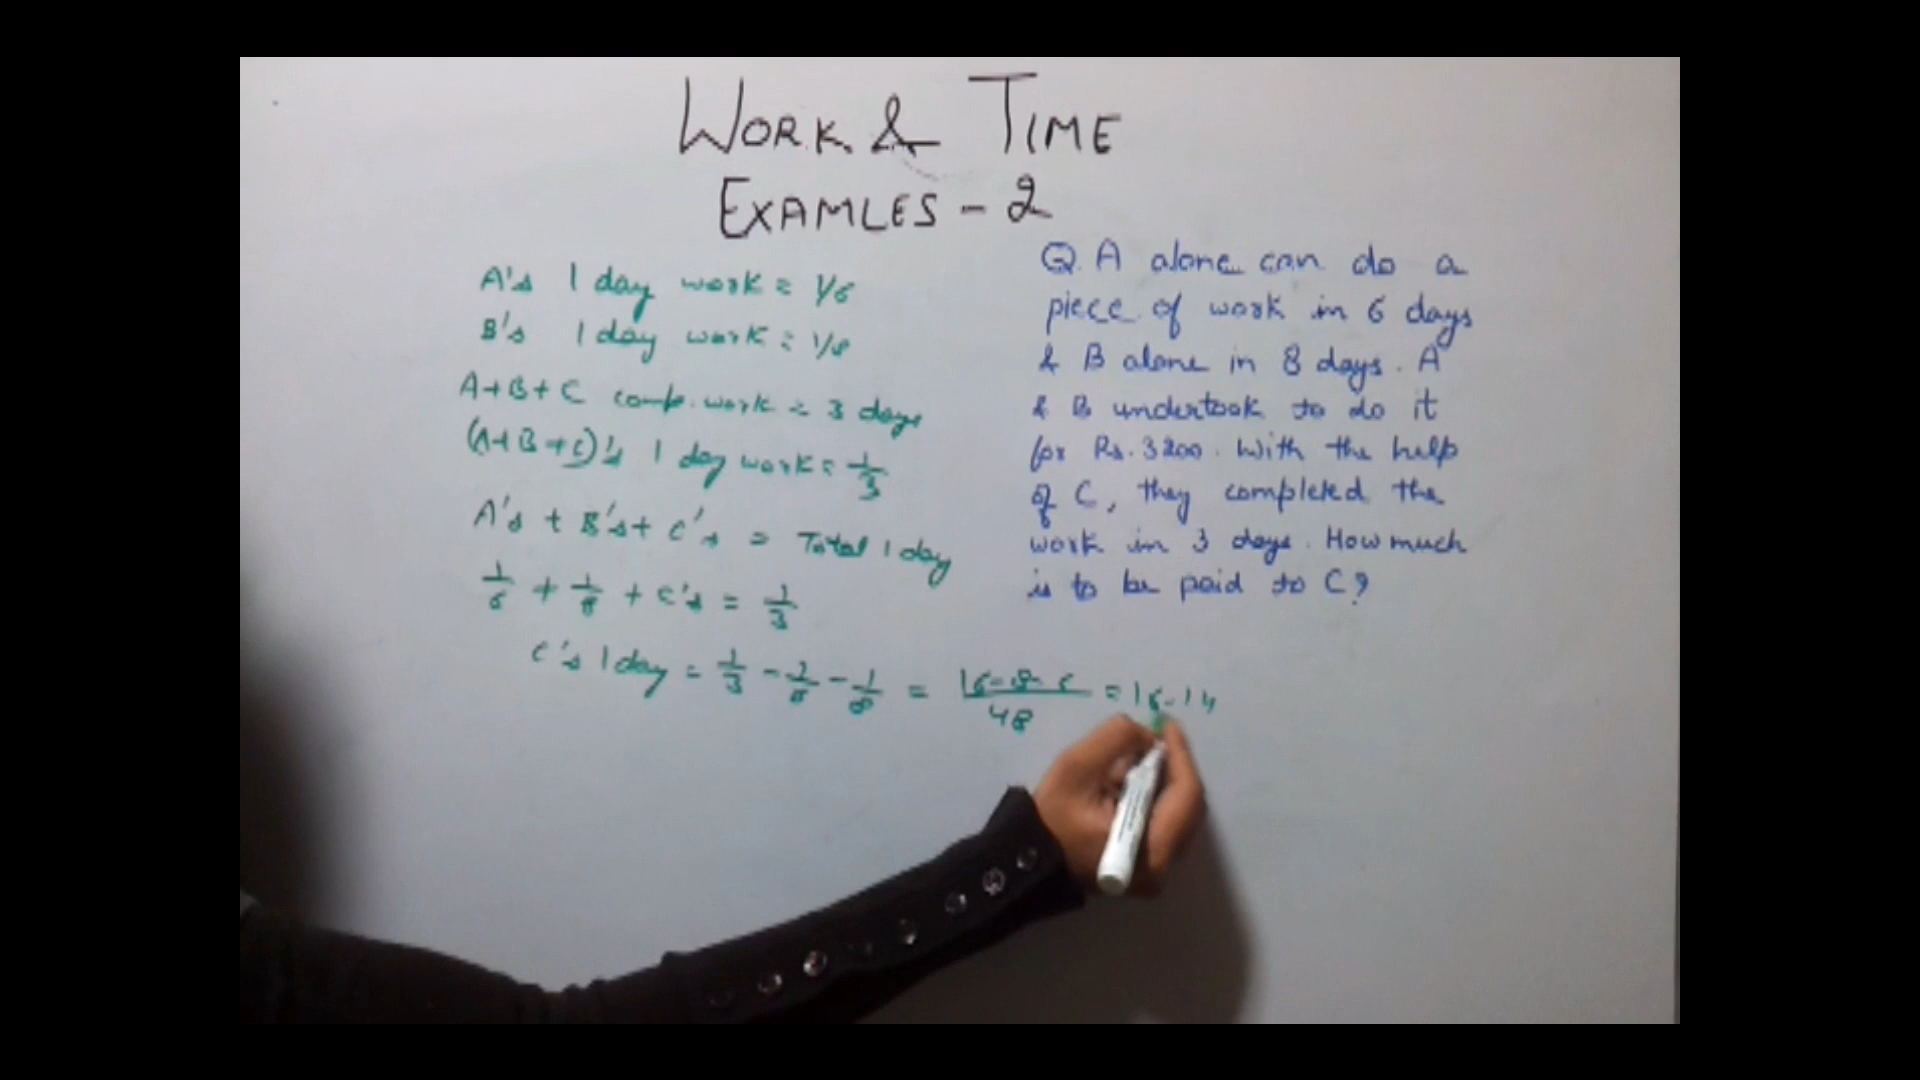 WORK & TIME
EXAMLES - 2
A's 1 day work = 1/6
B's 1 day work = 1/8
A+B+C comp. work = 3 days
(A+B+C)'s 1 day work = 1/3
A's + B's + C's = Total 1 day
1/6 + 1/8 + C's = 1/3
C's 1 day = 1/3 - 1/6 - 1/8 = 16-8-6/48 = 16-14
Q. A alone can do a
piece of work in 6 days
& B alone in 8 days. A
& B undertook to do it
for Rs. 3200. With the help
of C, they completed the
work in 3 days. How much
is to be paid to C?